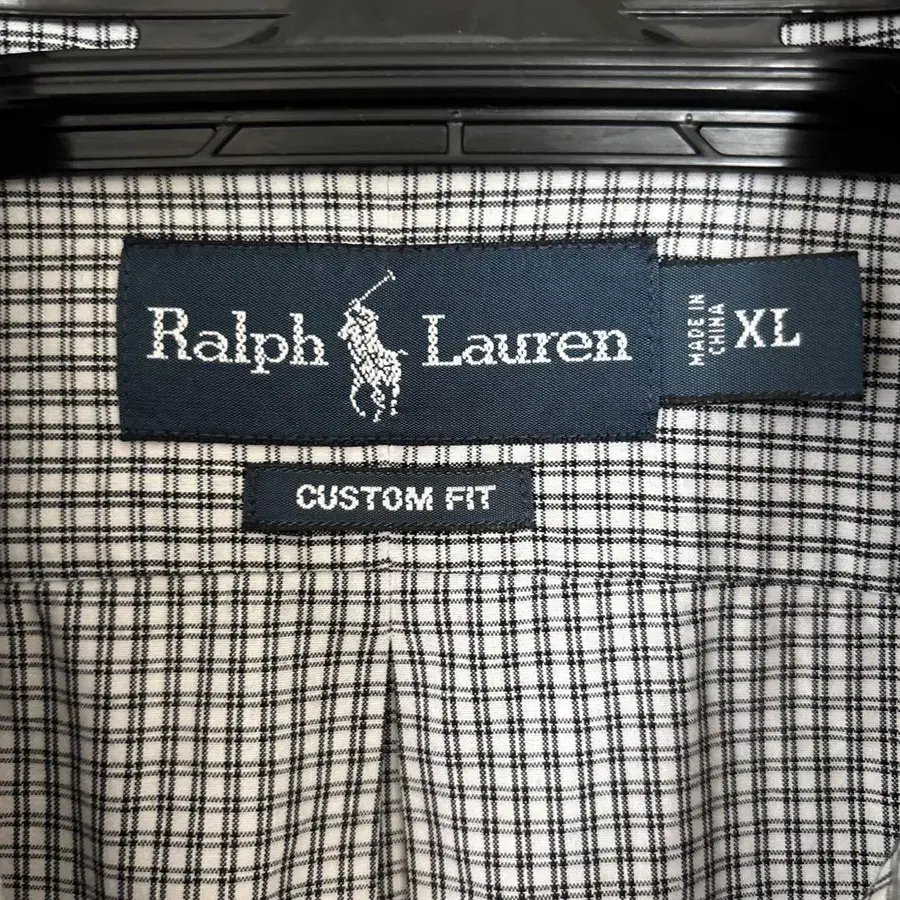 Ralph Lauren
MADE IN
CHINA
XL
CUSTOM FIT